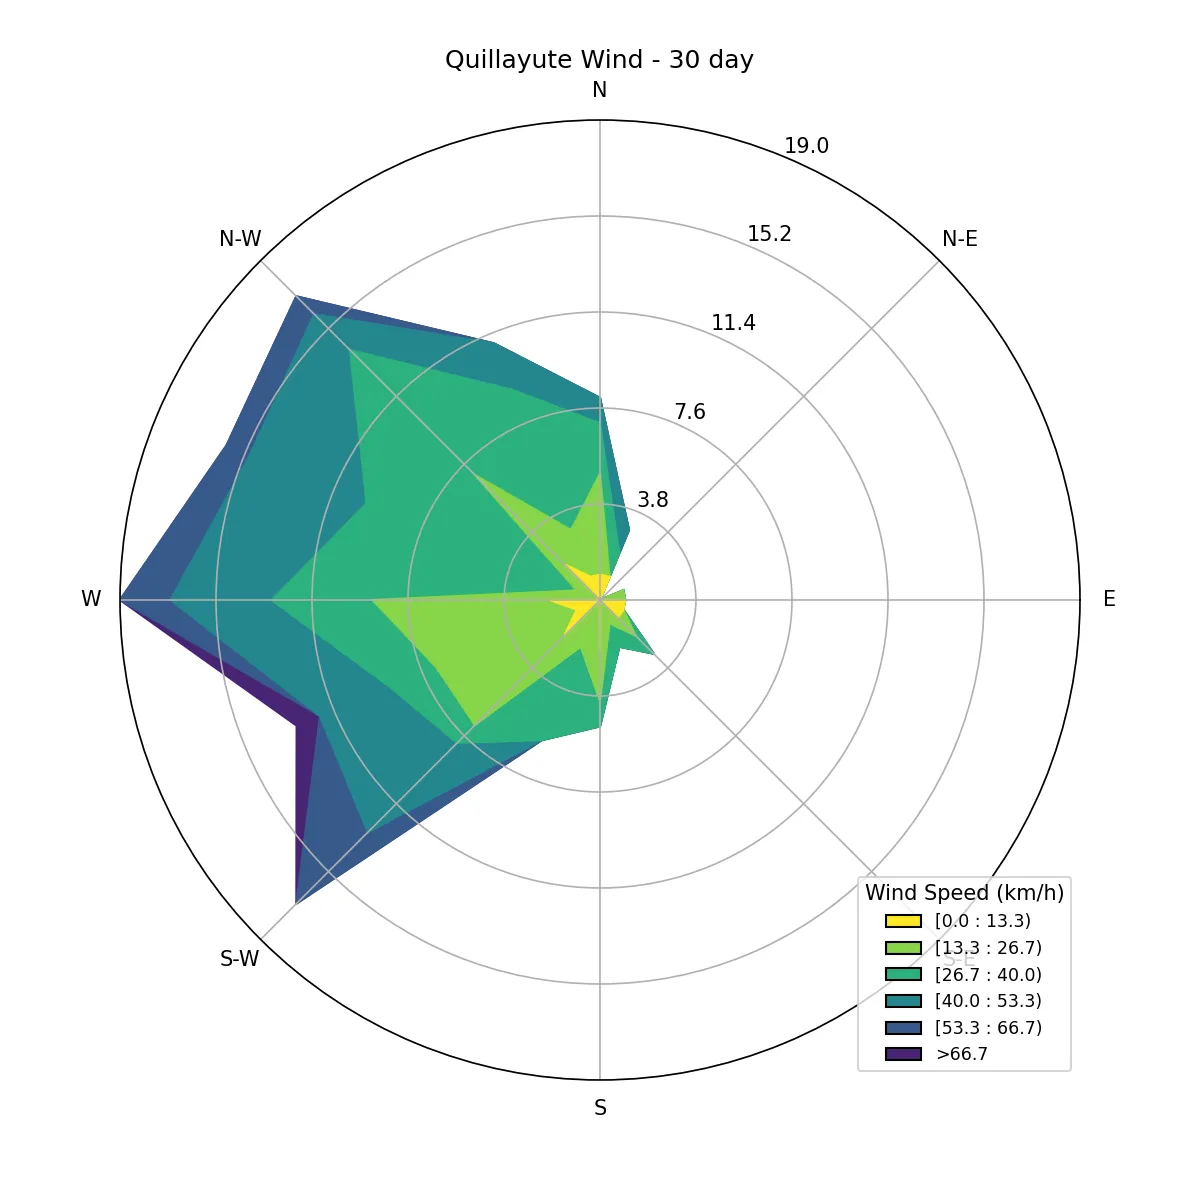 Quillayute Wind - 30 day
N
19.0
15.2
N-W
N-E
11.4
7.6
3.8
W
E
Wind Speed (km/h)
[0.0 : 13.3)
[13.3 : 26.7)
S-W
S-E
[26.7 : 40.0)
[40.0 : 53.3)
[53.3 : 66.7)
>66.7
S